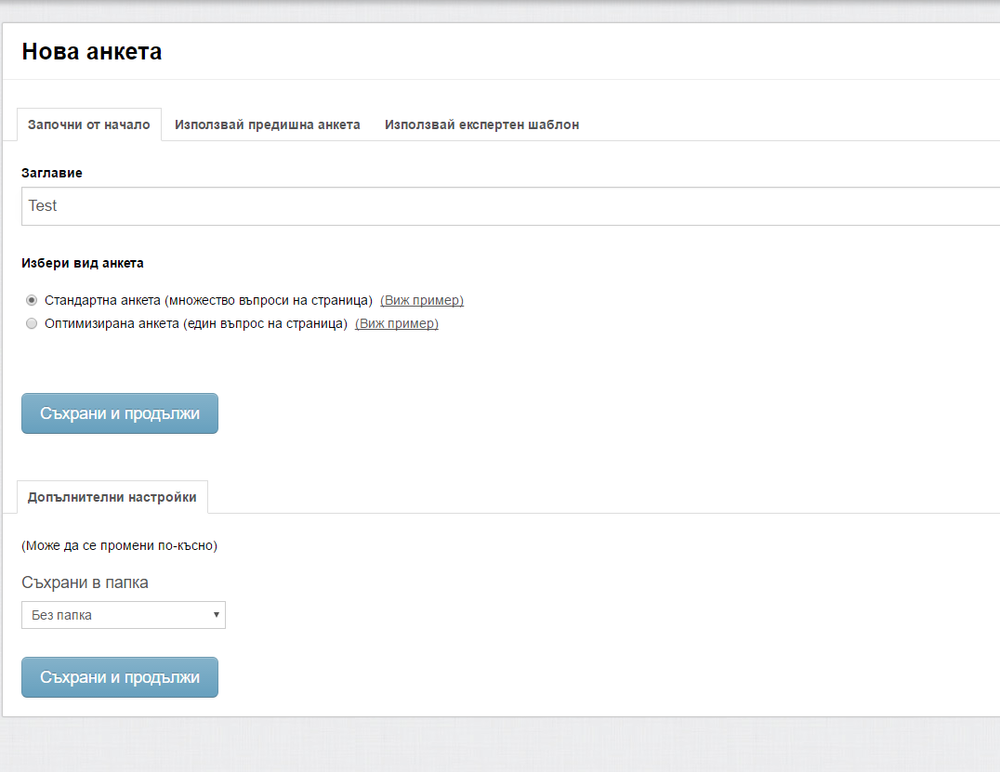 Нова анкета
Започни от начало Използвай предишна анкета Използвай експертен шаблон
Заглавие
Test
Избери вид анкета
Стандартна анкета (множество въпроси на страница) (Виж пример)
Оптимизирана анкета (един въпрос на страница) (Виж пример)
Съхрани и продължи
Допълнителни настройки
(Може да се промени по-късно)
Съхрани в папка
Без папка
Съхрани и продължи